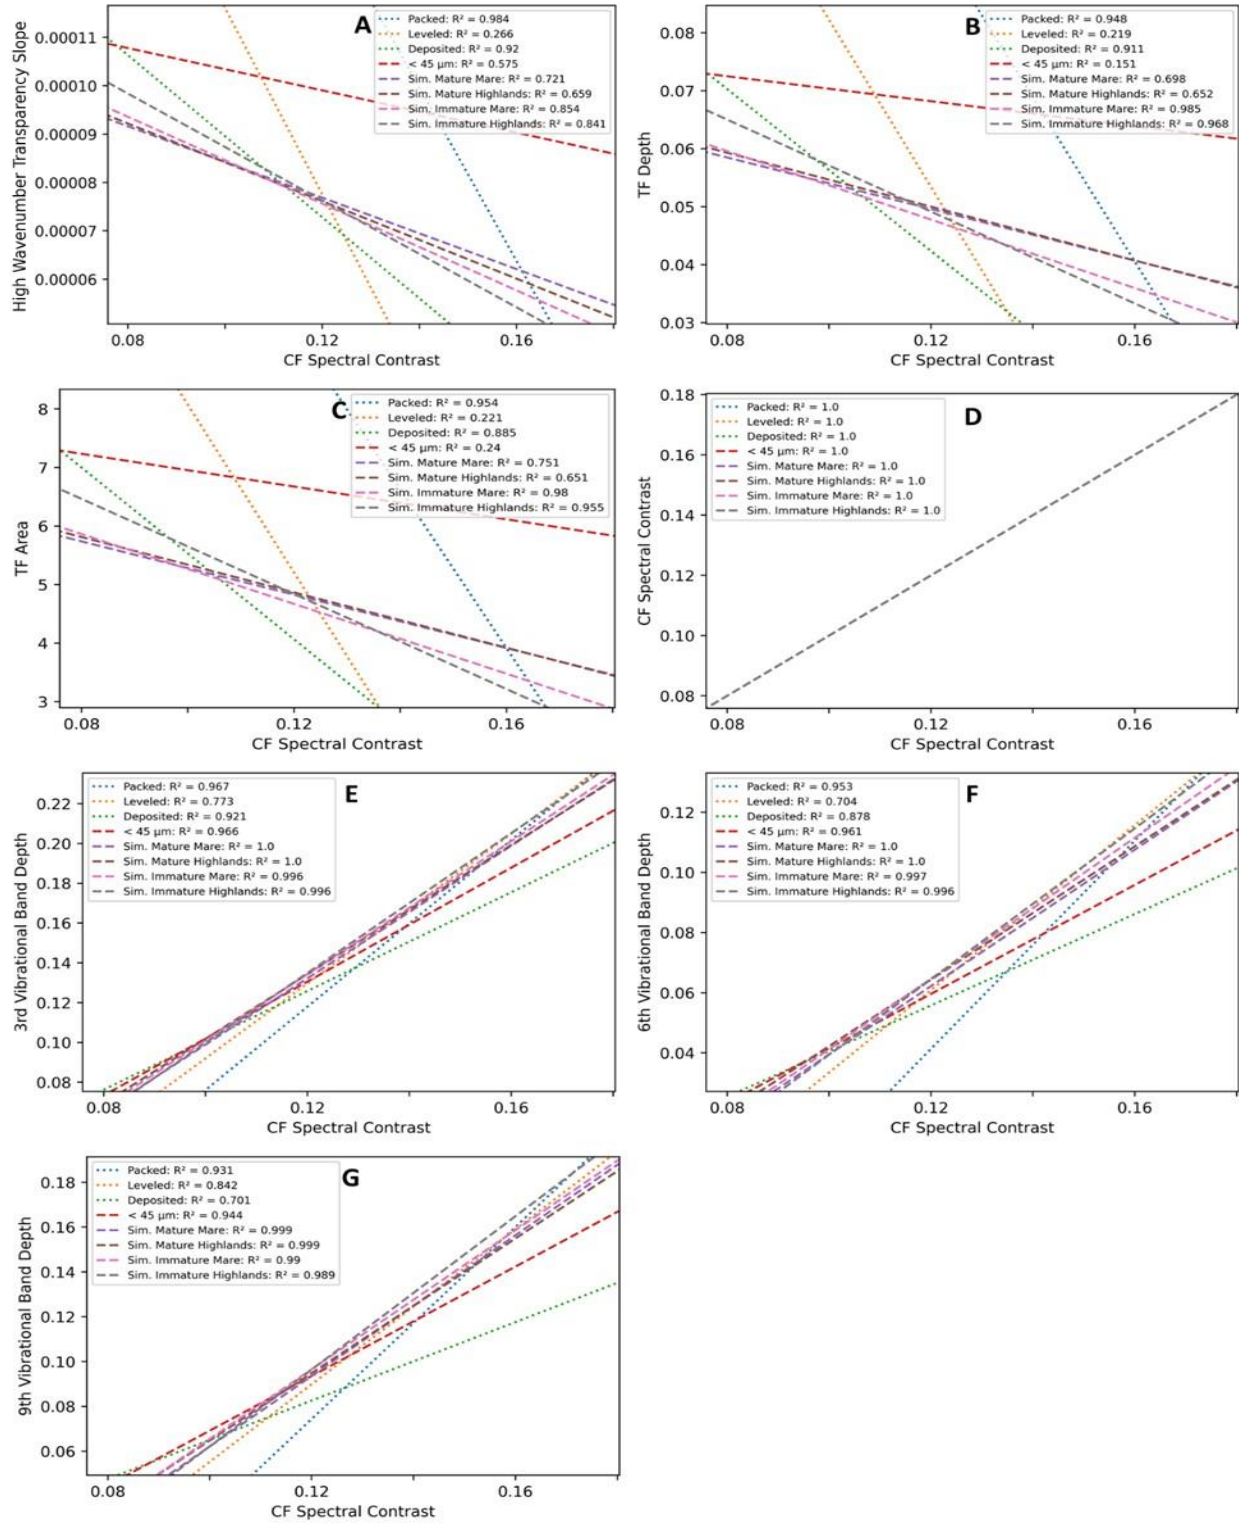 A
Packed: R² = 0.984
Leveled: R² = 0.266
Deposited: R² = 0.92
< 45 μm: R² = 0.575
Sim. Mature Mare: R² = 0.721
Sim. Mature Highlands: R² = 0.659
Sim. Immature Mare: R² = 0.854
Sim. Immature Highlands: R² = 0.841
High Wavenumber Transparency Slope
0.00011
0.00010
0.00009
0.00008
0.00007
0.00006
0.08 0.12 0.16
CF Spectral Contrast
B
Packed: R² = 0.948
Leveled: R² = 0.219
Deposited: R² = 0.911
< 45 μm: R² = 0.151
Sim. Mature Mare: R² = 0.698
Sim. Mature Highlands: R² = 0.652
Sim. Immature Mare: R² = 0.985
Sim. Immature Highlands: R² = 0.968
TF Depth
0.08
0.07
0.06
0.05
0.04
0.03
0.08 0.12 0.16
CF Spectral Contrast
C
Packed: R² = 0.954
Leveled: R² = 0.221
Deposited: R² = 0.885
< 45 μm: R² = 0.24
Sim. Mature Mare: R² = 0.751
Sim. Mature Highlands: R² = 0.651
Sim. Immature Mare: R² = 0.98
Sim. Immature Highlands: R² = 0.955
TF Area
8
7
6
5
4
3
0.08 0.12 0.16
CF Spectral Contrast
D
Packed: R² = 1.0
Leveled: R² = 1.0
Deposited: R² = 1.0
< 45 μm: R² = 1.0
Sim. Mature Mare: R² = 1.0
Sim. Mature Highlands: R² = 1.0
Sim. Immature Mare: R² = 1.0
Sim. Immature Highlands: R² = 1.0
CF Spectral Contrast
0.18
0.16
0.14
0.12
0.10
0.08
0.08 0.12 0.16
CF Spectral Contrast
E
Packed: R² = 0.967
Leveled: R² = 0.773
Deposited: R² = 0.921
< 45 μm: R² = 0.966
Sim. Mature Mare: R² = 1.0
Sim. Mature Highlands: R² = 1.0
Sim. Immature Mare: R² = 0.996
Sim. Immature Highlands: R² = 0.996
3rd Vibrational Band Depth
0.22
0.20
0.18
0.16
0.14
0.12
0.10
0.08
0.08 0.12 0.16
CF Spectral Contrast
F
Packed: R² = 0.953
Leveled: R² = 0.704
Deposited: R² = 0.878
< 45 μm: R² = 0.961
Sim. Mature Mare: R² = 1.0
Sim. Mature Highlands: R² = 1.0
Sim. Immature Mare: R² = 0.997
Sim. Immature Highlands: R² = 0.996
6th Vibrational Band Depth
0.12
0.10
0.08
0.06
0.04
0.08 0.12 0.16
CF Spectral Contrast
G
Packed: R² = 0.931
Leveled: R² = 0.842
Deposited: R² = 0.701
< 45 μm: R² = 0.944
Sim. Mature Mare: R² = 0.999
Sim. Mature Highlands: R² = 0.999
Sim. Immature Mare: R² = 0.99
Sim. Immature Highlands: R² = 0.989
9th Vibrational Band Depth
0.18
0.16
0.14
0.12
0.10
0.08
0.06
0.08 0.12 0.16
CF Spectral Contrast